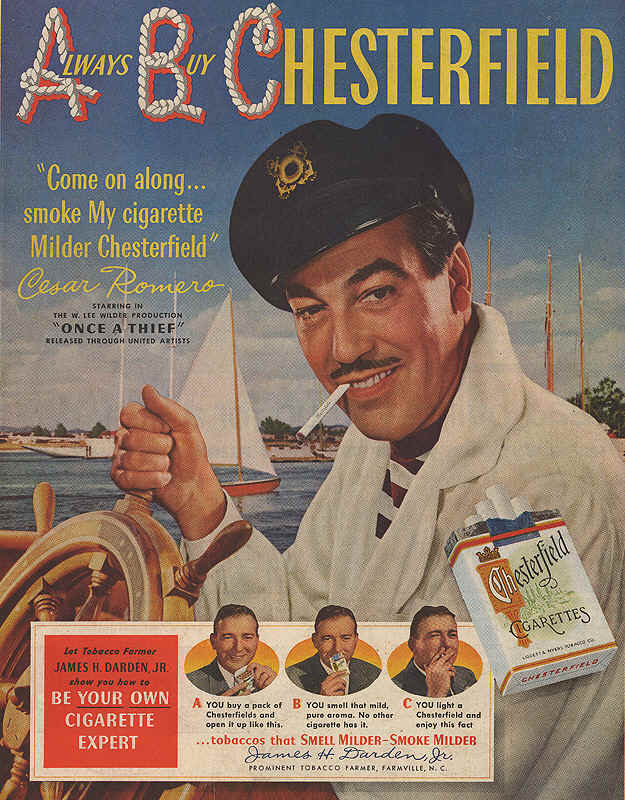 ALWAYS BUY CHESTERFIELD
"Come on along...
smoke My cigarette
Milder Chesterfield"
Cesar Romero
STARRING IN
THE W. LEE WILDER PRODUCTION
"ONCE A THIEF"
RELEASED THROUGH UNITED ARTISTS
Chesterfield
CIGARETTES
LIGGETT & MYERS TOBACCO CO.
CHESTERFIELD
Let Tobacco Farmer
JAMES H. DARDEN, JR.
show you how to
BE YOUR OWN
CIGARETTE
EXPERT
A YOU buy a pack of
Chesterfields and
open it up like this.
B YOU smell that mild,
pure aroma. No other
cigarette has it.
C YOU light a
Chesterfield and
enjoy this fact
...tobaccos that SMELL MILDER–SMOKE MILDER
James H. Darden, Jr.
PROMINENT TOBACCO FARMER, FARMVILLE, N. C.